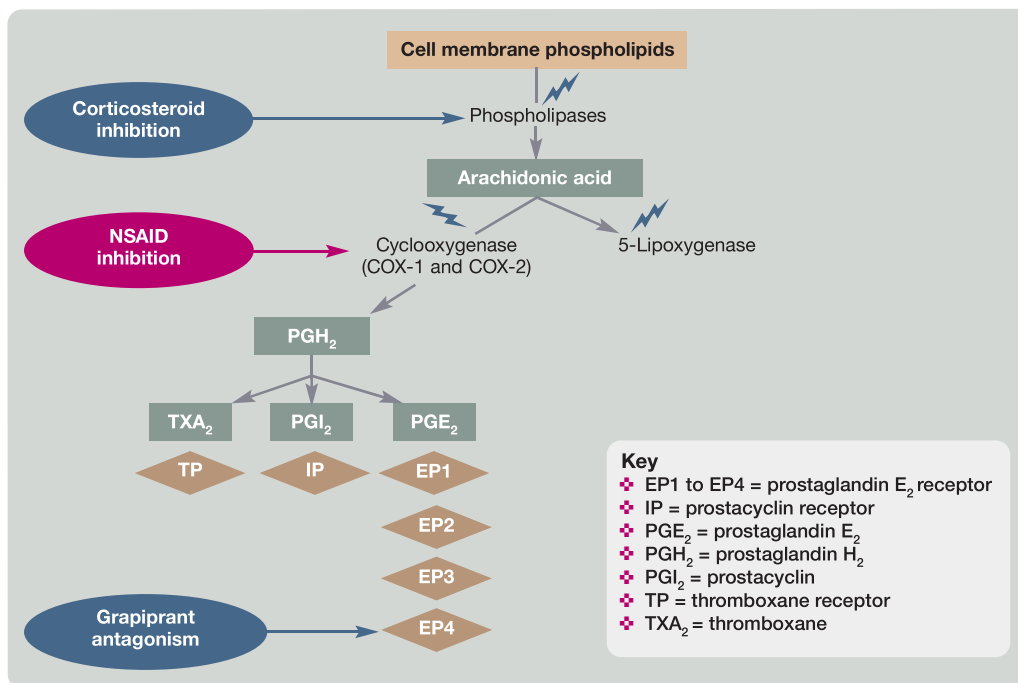 Cell membrane phospholipids
Corticosteroid
inhibition
Phospholipases
Arachidonic acid
NSAID
inhibition
Cyclooxygenase
(COX-1 and COX-2)
5-Lipoxygenase
PGH₂
TXA₂
PGI₂
PGE₂
TP
IP
EP1
EP2
EP3
EP4
Grapiprant
antagonism
Key
EP1 to EP4 = prostaglandin E₂ receptor
IP = prostacyclin receptor
PGE₂ = prostaglandin E₂
PGH₂ = prostaglandin H₂
PGI₂ = prostacyclin
TP = thromboxane receptor
TXA₂ = thromboxane